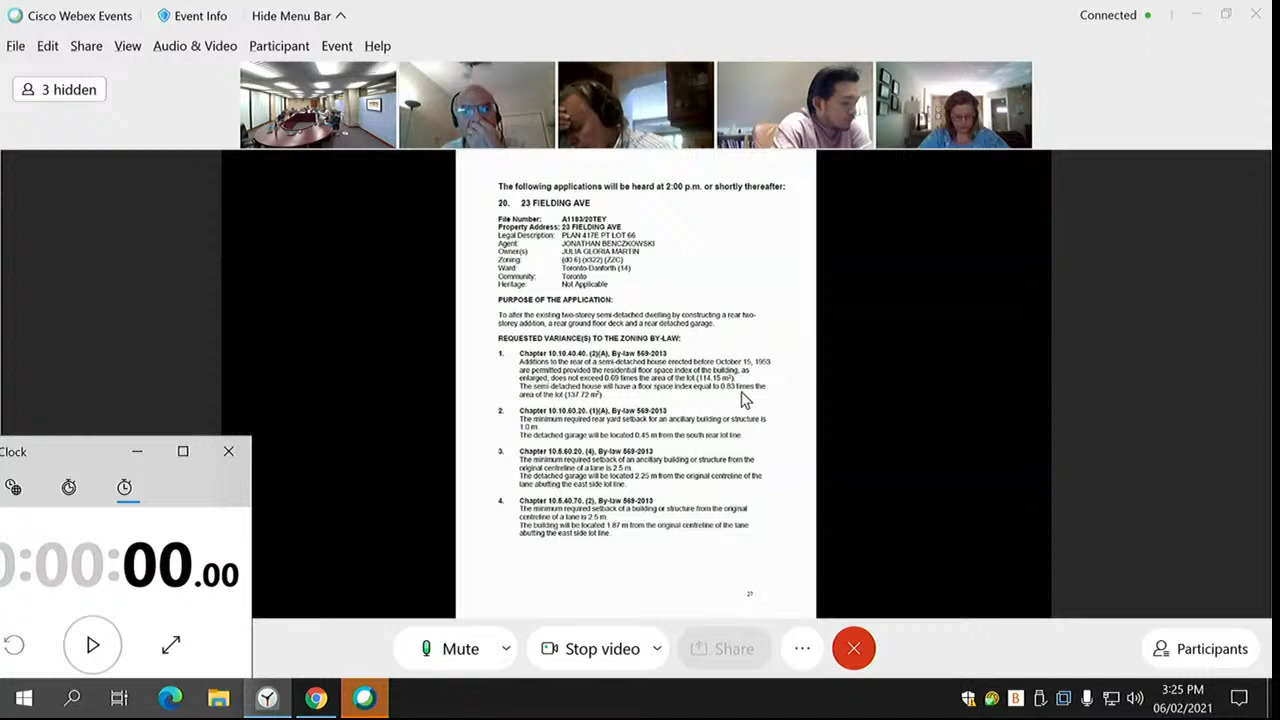 Cisco Webex Events
Event Info
Hide Menu Bar
Connected
File Edit Share View Audio & Video Participant Event Help
3 hidden
The following applications will be heard at 2:00 p.m. or shortly thereafter:
20. 23 FIELDING AVE
File Number: A1183/20TEY
Property Address: 23 FIELDING AVE
Legal Description: PLAN 417E PT LOT 66
Agent: JONATHAN BENCZKOWSKI
Owner(s) JULIA GLORIA MARTIN
Zoning: (d0.6) (x322) (ZZC)
Ward: Toronto-Danforth (14)
Community: Toronto
Heritage: Not Applicable
PURPOSE OF THE APPLICATION:
To alter the existing two-storey semi-detached dwelling by constructing a rear two-
storey addition, a rear ground floor deck and a rear detached garage.
REQUESTED VARIANCE(S) TO THE ZONING BY-LAW:
1. Chapter 10.10.40.40. (2)(A), By-law 569-2013
Additions to the rear of a semi-detached house erected before October 15, 1953
are permitted provided the residential floor space index of the building, as
enlarged, does not exceed 0.69 times the area of the lot (114.15 m²).
The semi-detached house will have a floor space index equal to 0.83 times the
area of the lot (137.72 m²).
2. Chapter 10.10.60.20. (1)(A), By-law 569-2013
The minimum required rear yard setback for an ancillary building or structure is
1.0 m.
The detached garage will be located 0.45 m from the south rear lot line.
3. Chapter 10.5.60.20. (4), By-law 569-2013
The minimum required setback of an ancillary building or structure from the
original centreline of a lane is 2.5 m.
The detached garage will be located 2.25 m from the original centreline of the
lane abutting the east side lot line.
4. Chapter 10.5.40.70. (2), By-law 569-2013
The minimum required setback of a building or structure from the original
centreline of a lane is 2.5 m.
The building will be located 1.87 m from the original centreline of the lane
abutting the east side lot line.
Clock
0:00:00.00
Mute
Stop video
Share
Participants
3:25 PM
06/02/2021